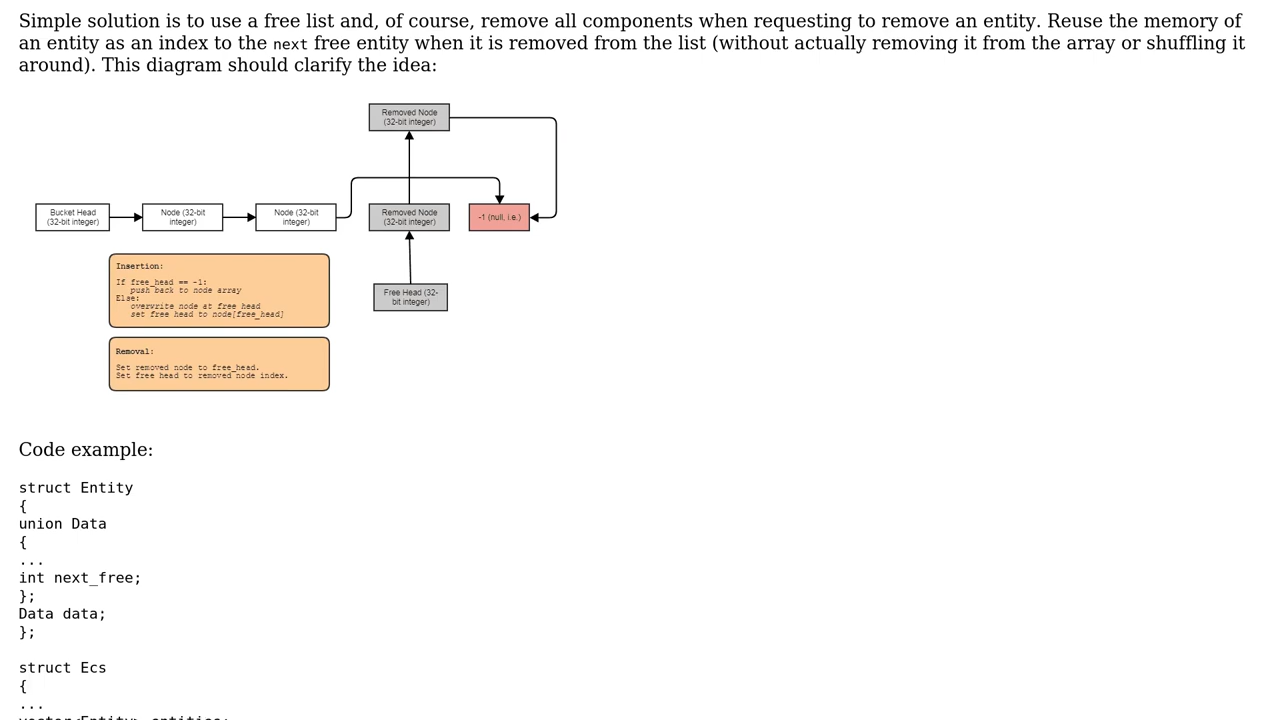 Simple solution is to use a free list and, of course, remove all components when requesting to remove an entity. Reuse the memory of
an entity as an index to the next free entity when it is removed from the list (without actually removing it from the array or shuffling it
around). This diagram should clarify the idea:
Removed Node
(32-bit integer)
Bucket Head
(32-bit integer)
Node (32-bit
integer)
Node (32-bit
integer)
Removed Node
(32-bit integer)
-1 (null, i.e.)
Free Head (32-
bit integer)
Insertion:
If free_head == -1:
push back to node array
Else:
overwrite node at free head
set free head to node[free_head]
Removal:
Set removed node to free_head.
Set free head to removed node index.
Code example:
struct Entity
{
union Data
{
...
int next_free;
};
Data data;
};
struct Ecs
{
...
vector<Entity> entities;